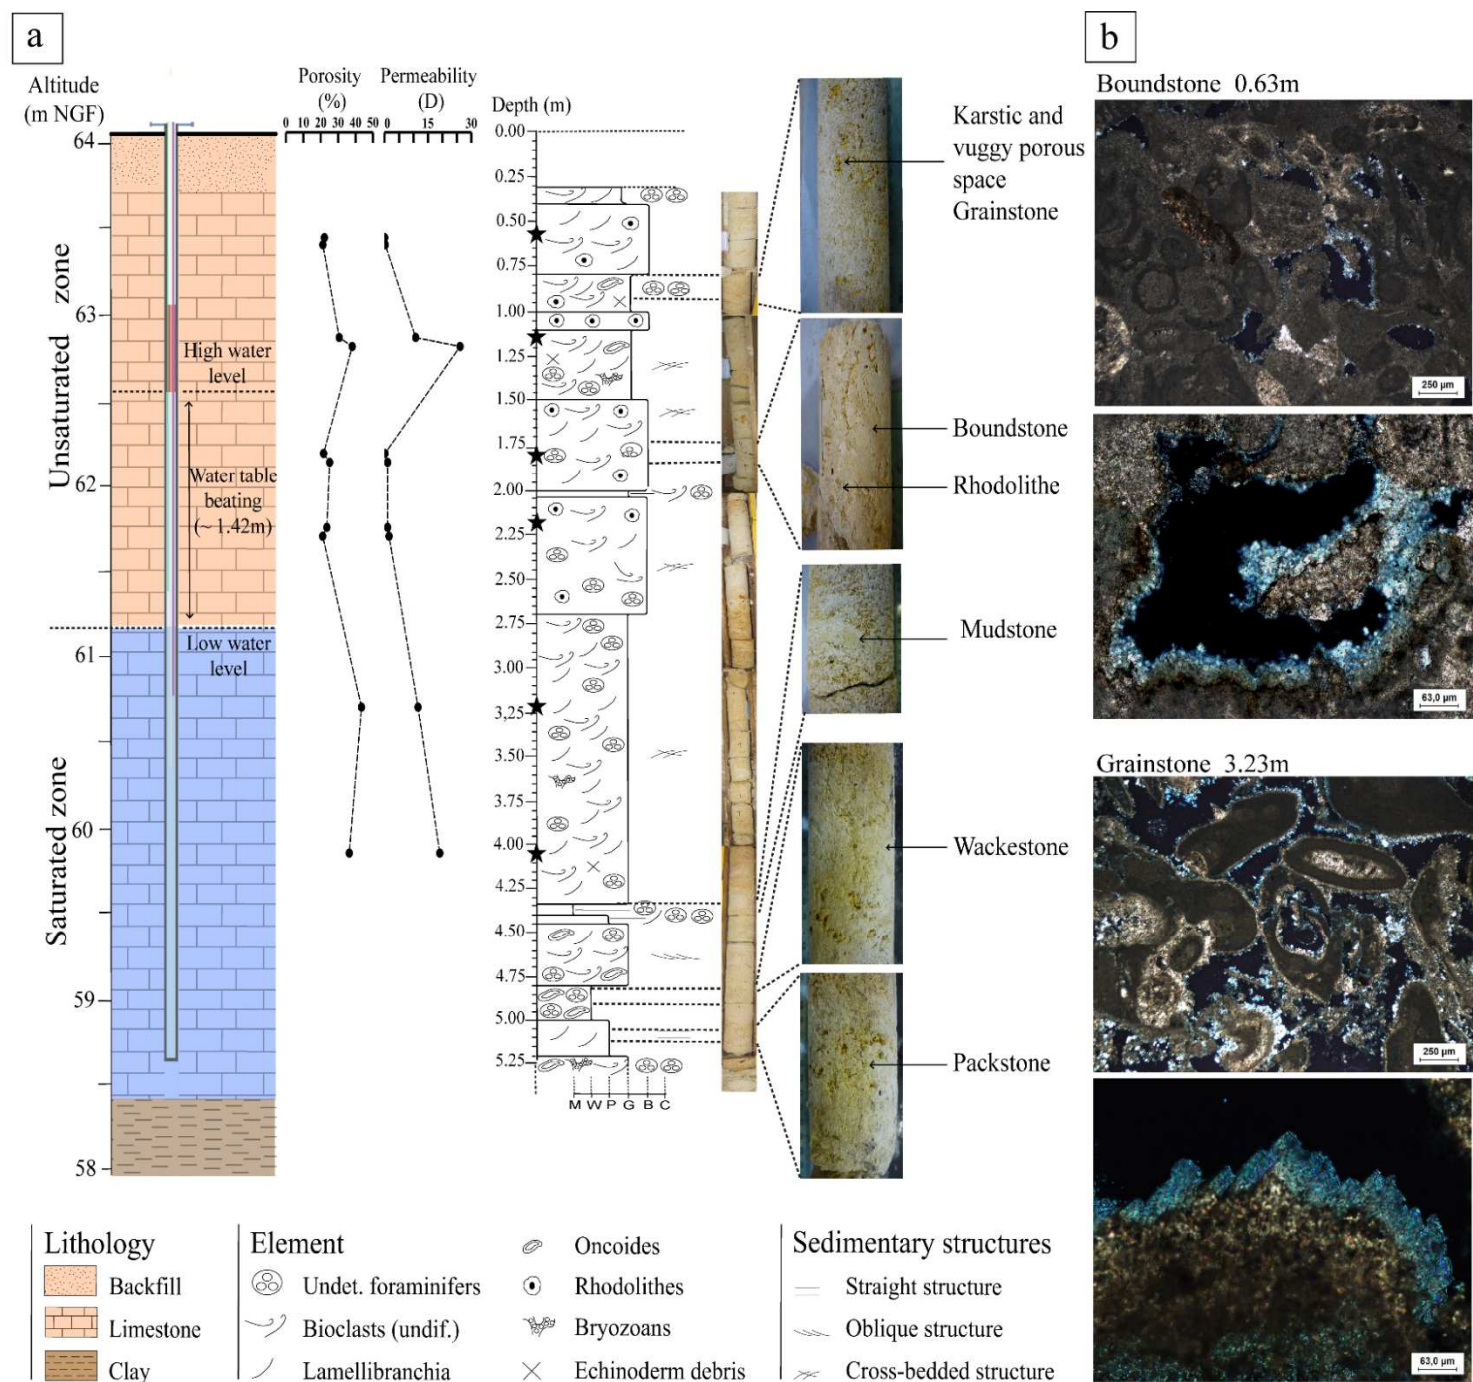 a
Altitude
(m NGF)
64
63
62
61
60
59
58
Unsaturated zone
Saturated zone
High water
level
Water table
beating
(~ 1.42m)
Low water
level
Porosity
(%)
0 10 20 30 40 50
Permeability
(D)
0 15 30
Depth (m)
0.00
0.25
0.50
0.75
1.00
1.25
1.50
1.75
2.00
2.25
2.50
2.75
3.00
3.25
3.50
3.75
4.00
4.25
4.50
4.75
5.00
5.25
M W P G B C
Karstic and
vuggy porous
space
Grainstone
Boundstone
Rhodolithe
Mudstone
Wackestone
Packstone
b
Boundstone 0.63m
250 µm
63,0 µm
Grainstone 3.23m
250 µm
63,0 µm
Lithology
Backfill
Limestone
Clay
Element
Undet. foraminifers
Bioclasts (undif.)
Lamellibranchia
Oncoides
Rhodolithes
Bryozoans
Echinoderm debris
Sedimentary structures
Straight structure
Oblique structure
Cross-bedded structure